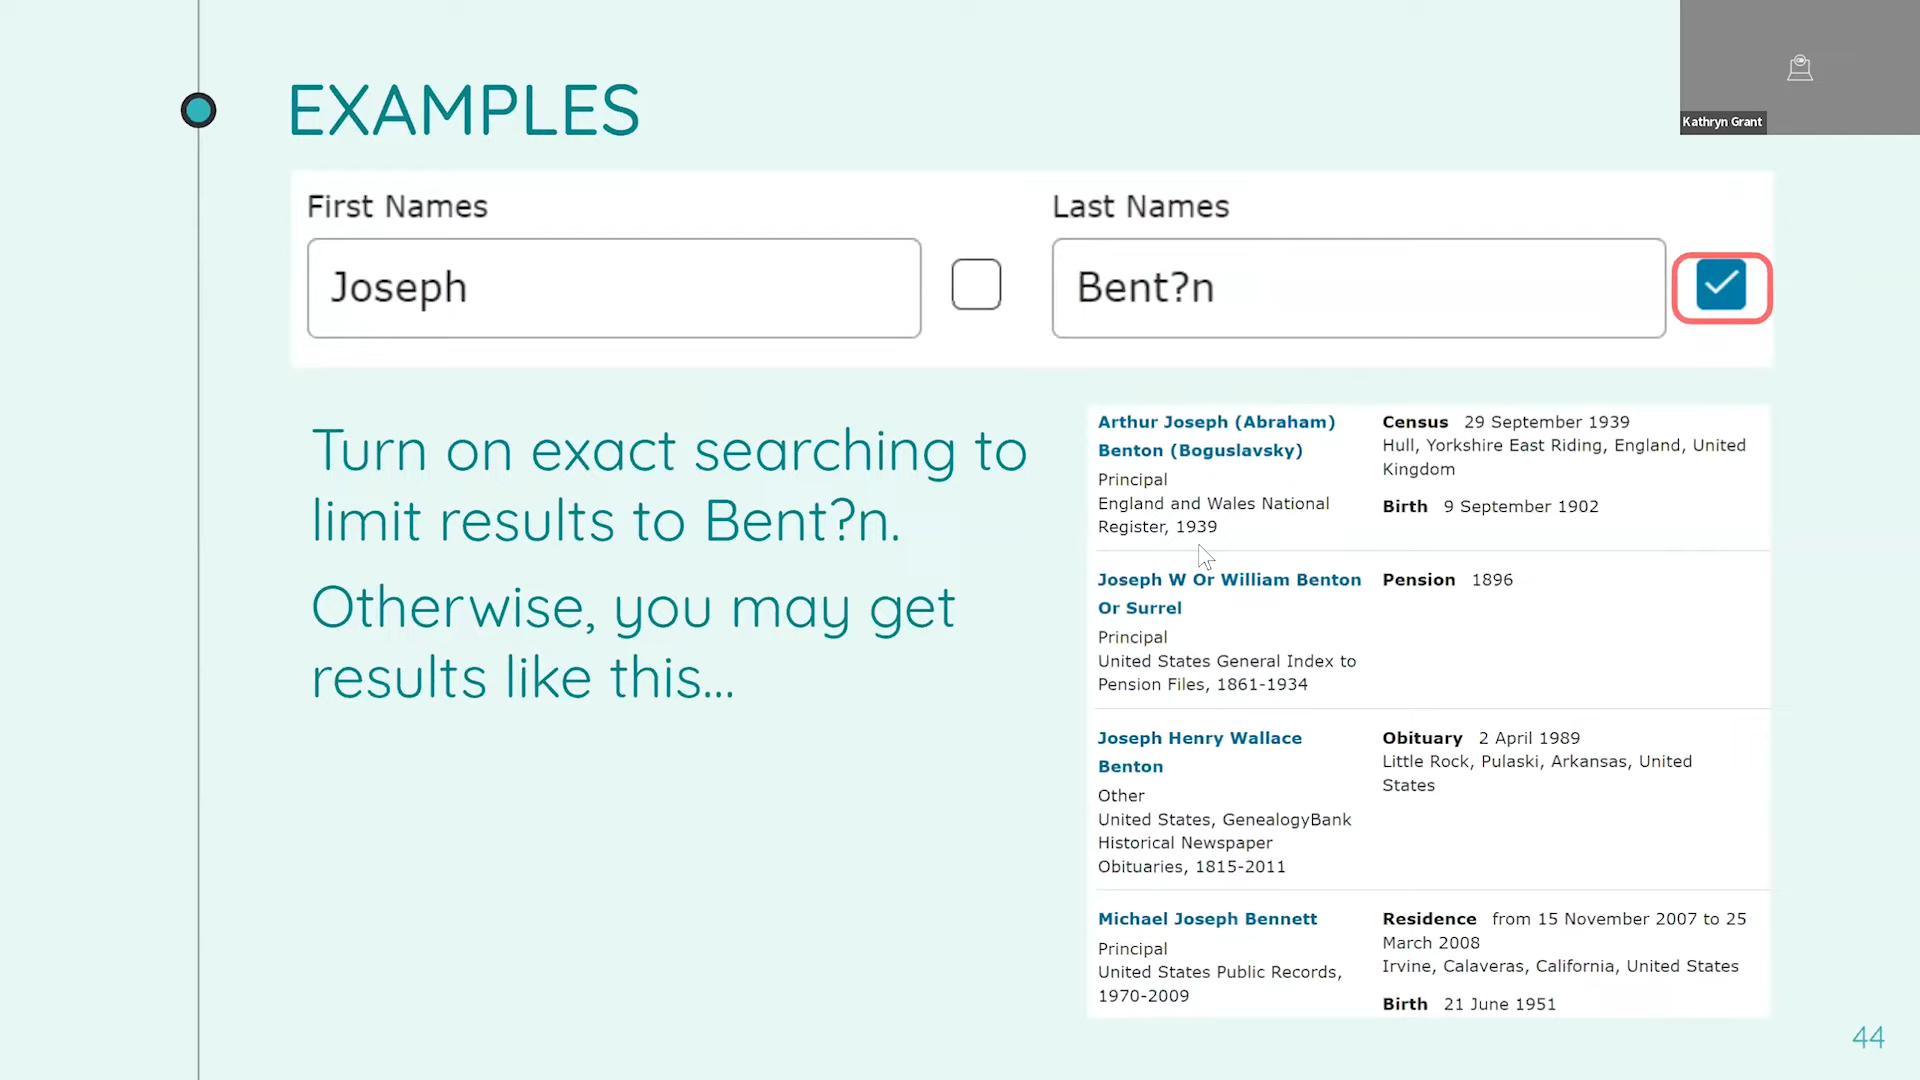 EXAMPLES
Kathryn Grant
First Names
Last Names
Joseph
Bent?n
Turn on exact searching to
limit results to Bent?n.
Otherwise, you may get
results like this...
Arthur Joseph (Abraham)
Benton (Boguslavsky)
Principal
England and Wales National
Register, 1939
Census 29 September 1939
Hull, Yorkshire East Riding, England, United
Kingdom
Birth 9 September 1902
Joseph W Or William Benton
Or Surrel
Principal
United States General Index to
Pension Files, 1861-1934
Pension 1896
Joseph Henry Wallace
Benton
Other
United States, GenealogyBank
Historical Newspaper
Obituaries, 1815-2011
Obituary 2 April 1989
Little Rock, Pulaski, Arkansas, United
States
Michael Joseph Bennett
Principal
United States Public Records,
1970-2009
Residence from 15 November 2007 to 25
March 2008
Irvine, Calaveras, California, United States
Birth 21 June 1951
44